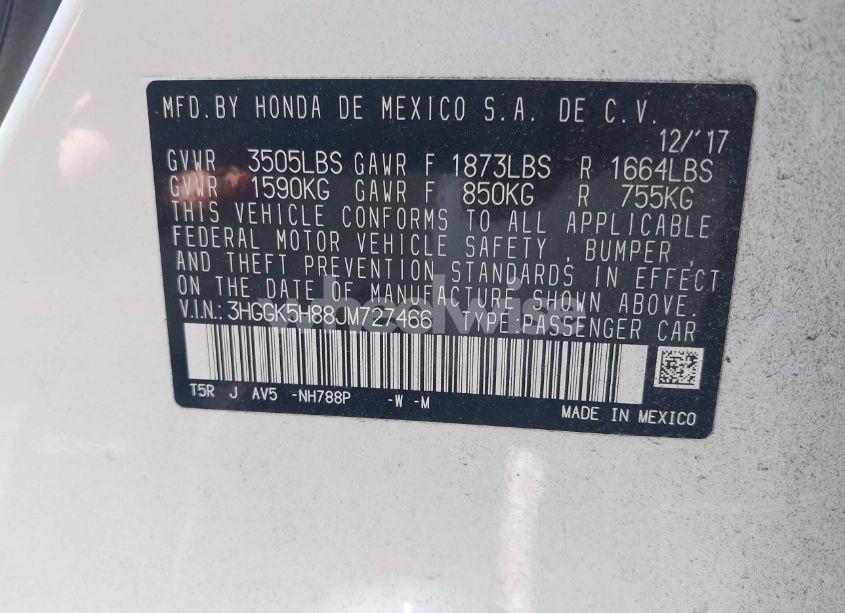 MFD.BY HONDA DE MEXICO S.A. DE C.V.
12/'17
GVWR 3505LBS GAWR F 1873LBS R 1664LBS
GVWR 1590KG GAWR F 850KG R 755KG
THIS VEHICLE CONFORMS TO ALL APPLICABLE
FEDERAL MOTOR VEHICLE SAFETY , BUMPER ,
AND THEFT PREVENTION STANDARDS IN EFFECT
ON THE DATE OF MANUFACTURE SHOWN ABOVE.
V.I.N.: 3HGGK5H88JM727466 TYPE:PASSENGER CAR
wheelwise
T5R J AV5 -NH788P -W -M
MADE IN MEXICO